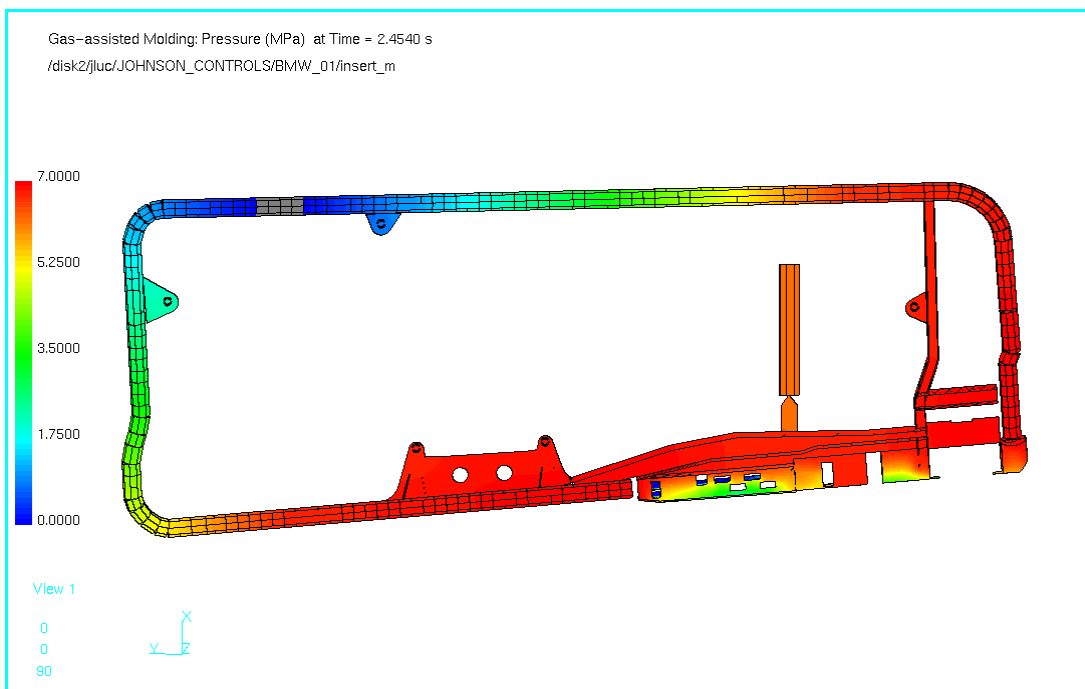 Gas-assisted Molding: Pressure (MPa) at Time = 2.4540 s
/disk2/jluc/JOHNSON_CONTROLS/BMW_01/insert_m
7.0000
5.2500
3.5000
1.7500
0.0000
View 1
0
0
90
X
Y Z